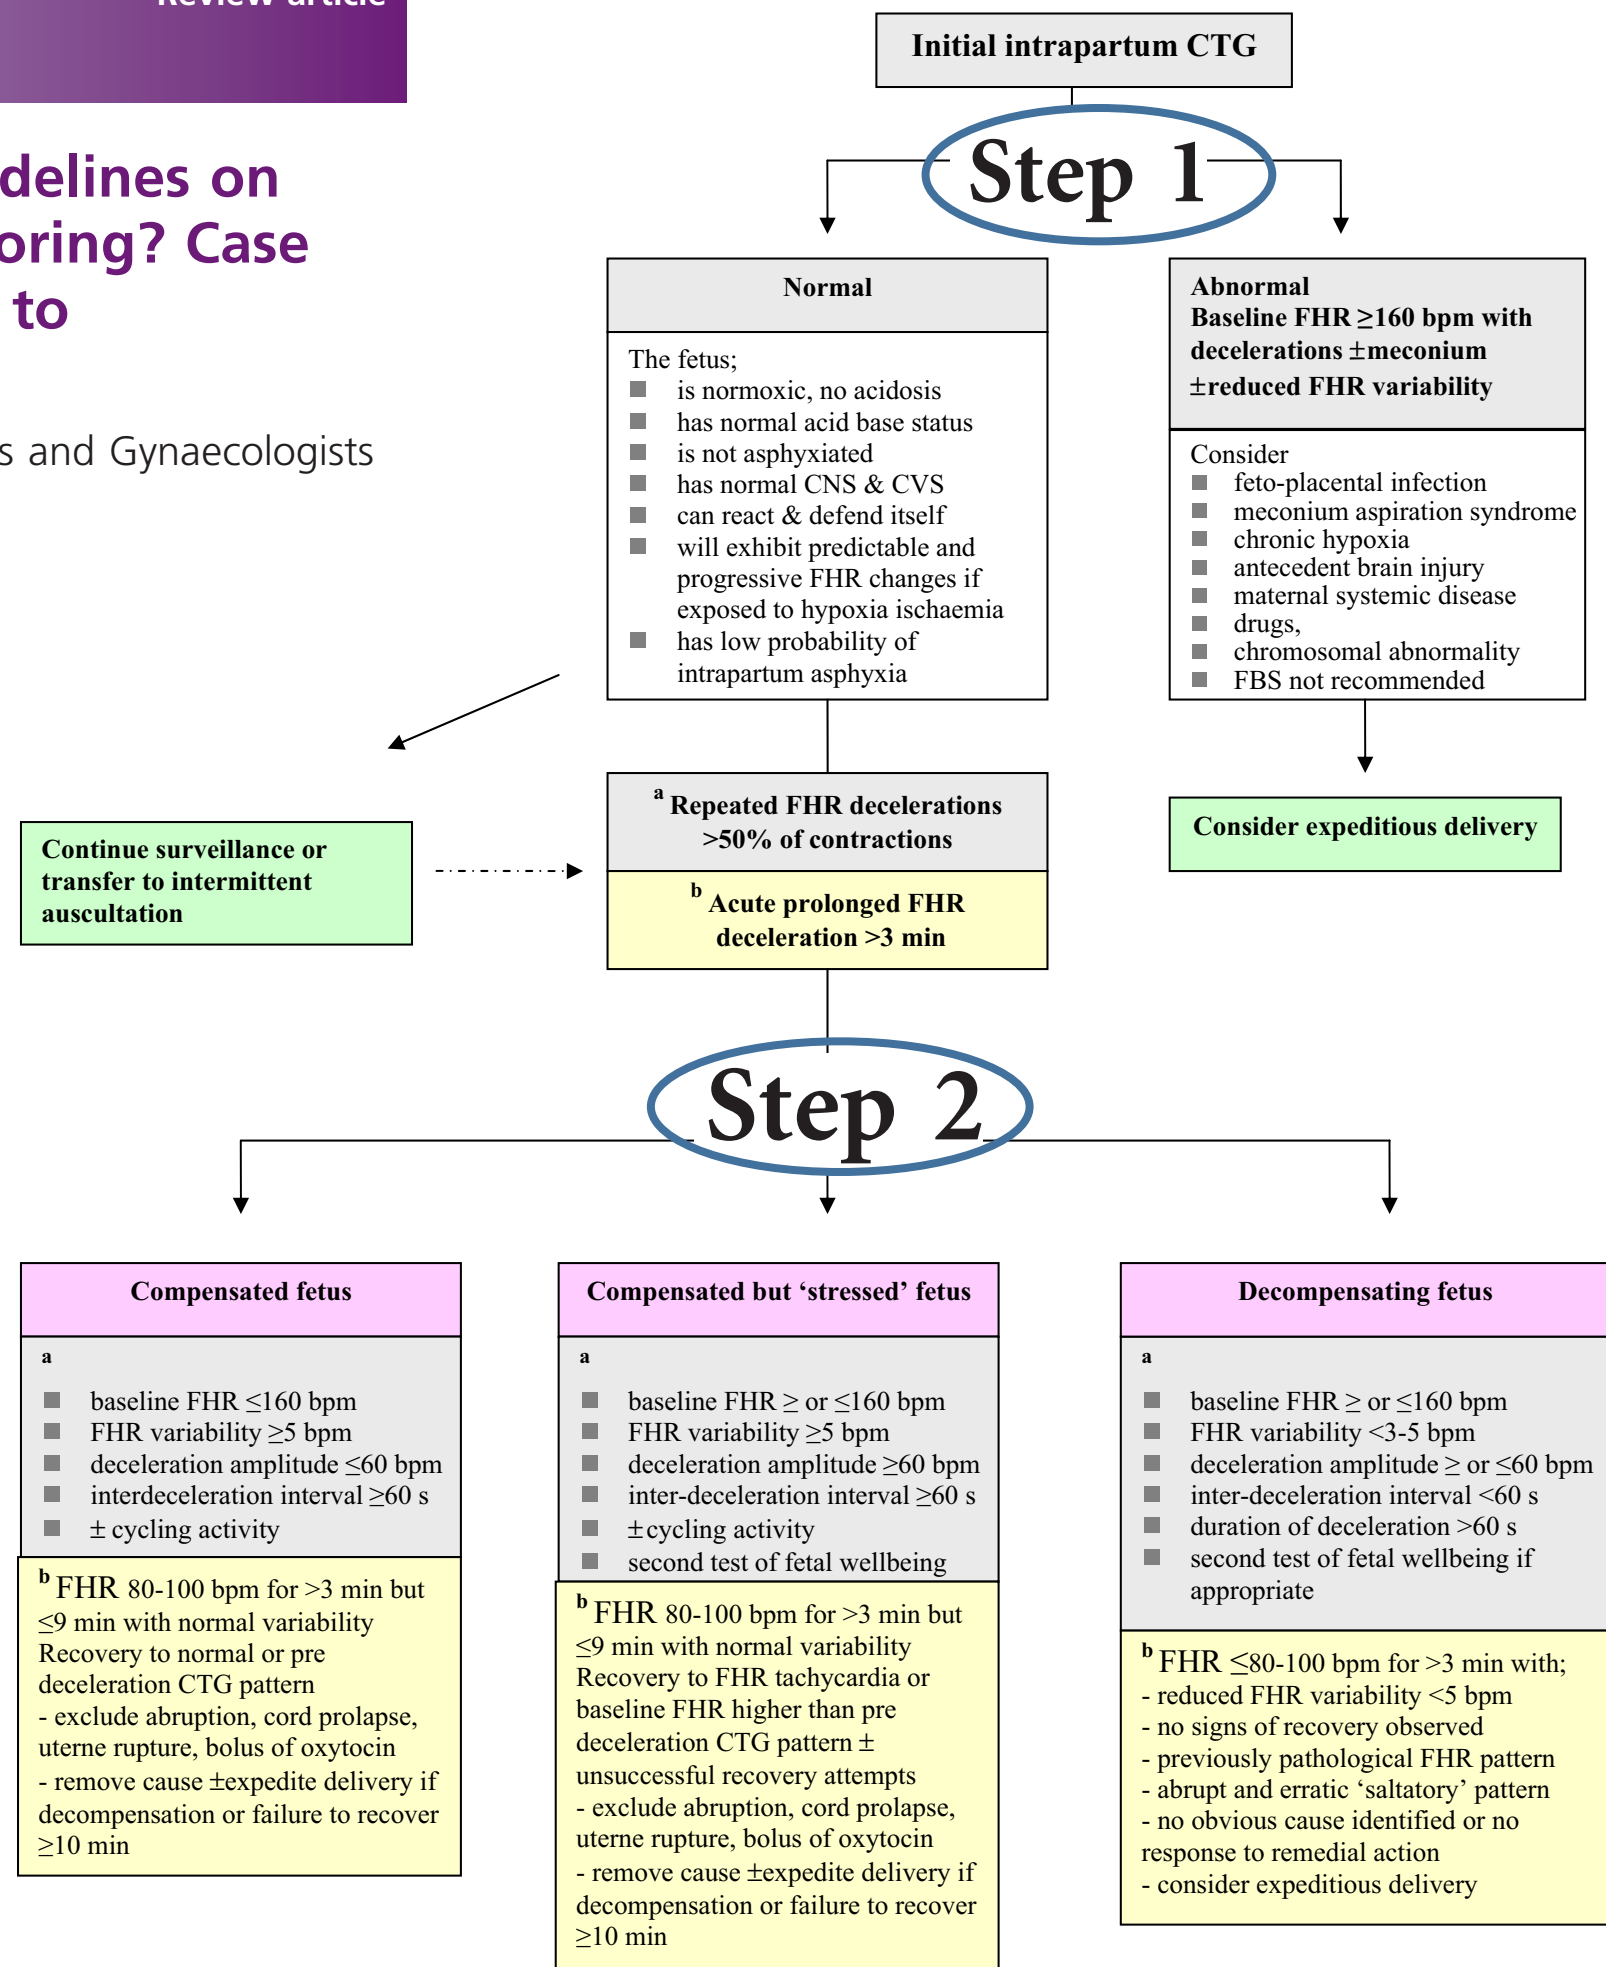 Review article
delines on
oring? Case
to
s and Gynaecologists
Initial intrapartum CTG
Step 1
Normal
The fetus;
is normoxic, no acidosis
has normal acid base status
is not asphyxiated
has normal CNS & CVS
can react & defend itself
will exhibit predictable and
progressive FHR changes if
exposed to hypoxia ischaemia
has low probability of
intrapartum asphyxia
Abnormal
Baseline FHR ≥160 bpm with
decelerations ±meconium
±reduced FHR variability
Consider
feto-placental infection
meconium aspiration syndrome
chronic hypoxia
antecedent brain injury
maternal systemic disease
drugs,
chromosomal abnormality
FBS not recommended
Continue surveillance or
transfer to intermittent
auscultation
a Repeated FHR decelerations
>50% of contractions
b Acute prolonged FHR
deceleration >3 min
Consider expeditious delivery
Step 2
Compensated fetus
a
baseline FHR ≤160 bpm
FHR variability ≥5 bpm
deceleration amplitude ≤60 bpm
interdeceleration interval ≥60 s
± cycling activity
b FHR 80-100 bpm for >3 min but
≤9 min with normal variability
Recovery to normal or pre
deceleration CTG pattern
- exclude abruption, cord prolapse,
uterne rupture, bolus of oxytocin
- remove cause ±expedite delivery if
decompensation or failure to recover
≥10 min
Compensated but ‘stressed’ fetus
a
baseline FHR ≥ or ≤160 bpm
FHR variability ≥5 bpm
deceleration amplitude ≥60 bpm
inter-deceleration interval ≥60 s
±cycling activity
second test of fetal wellbeing
b FHR 80-100 bpm for >3 min but
≤9 min with normal variability
Recovery to FHR tachycardia or
baseline FHR higher than pre
deceleration CTG pattern ±
unsuccessful recovery attempts
- exclude abruption, cord prolapse,
uterne rupture, bolus of oxytocin
- remove cause ±expedite delivery if
decompensation or failure to recover
≥10 min
Decompensating fetus
a
baseline FHR ≥ or ≤160 bpm
FHR variability <3-5 bpm
deceleration amplitude ≥ or ≤60 bpm
inter-deceleration interval <60 s
duration of deceleration >60 s
second test of fetal wellbeing if
appropriate
b FHR ≤80-100 bpm for >3 min with;
- reduced FHR variability <5 bpm
- no signs of recovery observed
- previously pathological FHR pattern
- abrupt and erratic ‘saltatory’ pattern
- no obvious cause identified or no
response to remedial action
- consider expeditious delivery